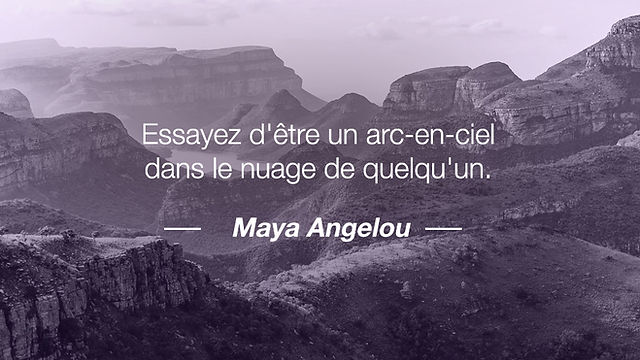 Essayez d'être un arc-en-ciel
dans le nuage de quelqu'un.
Maya Angelou